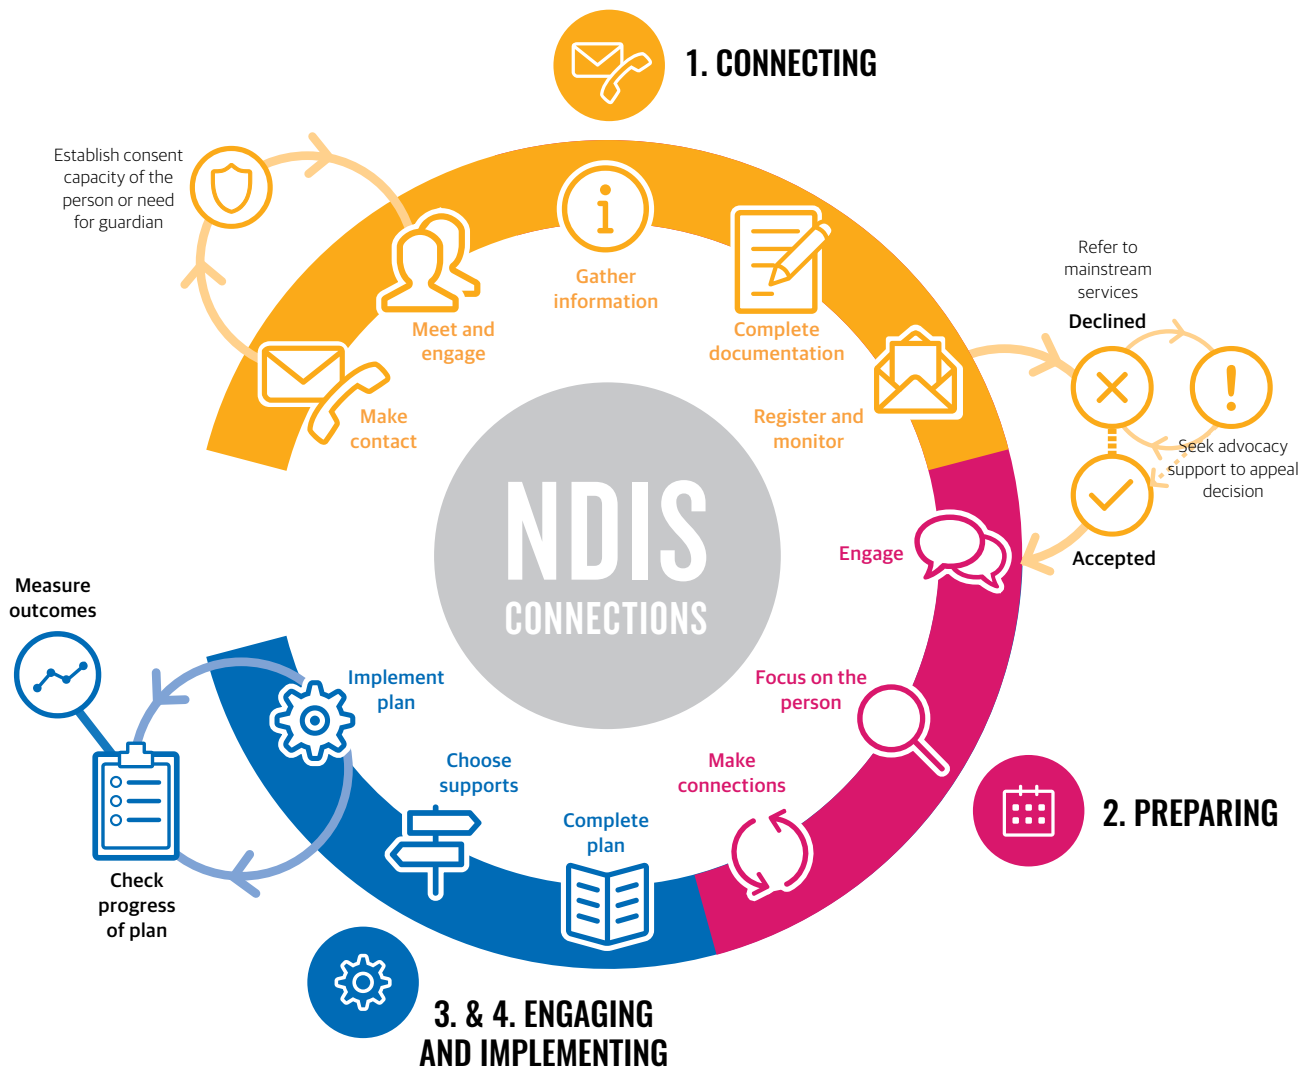 1. CONNECTING
Establish consent
capacity of the
person or need
for guardian
Make
contact
Meet and
engage
Gather
information
Complete
documentation
Register and
monitor
Refer to
mainstream
services
Declined
Seek advocacy
support to appeal
decision
Accepted
NDIS
CONNECTIONS
Engage
Focus on the
person
Make
connections
2. PREPARING
Complete
plan
Choose
supports
Implement
plan
Measure
outcomes
Check
progress
of plan
3. & 4. ENGAGING
AND IMPLEMENTING